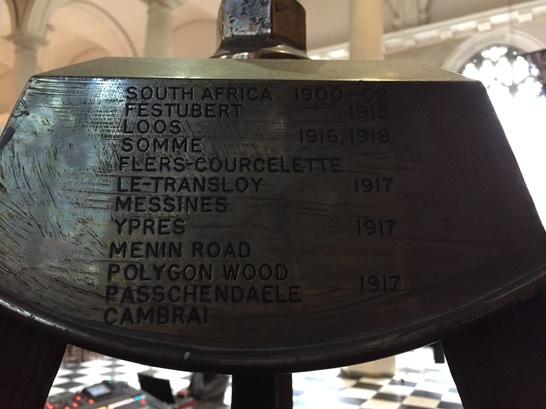 SOUTH AFRICA 1900-02
FESTUBERT 1915
LOOS
SOMME 1916, 1918
FLERS-COURCELETTE
LE-TRANSLOY 1917
MESSINES
YPRES 1917
MENIN ROAD
POLYGON WOOD
PASSCHENDAELE 1917
CAMBRAI